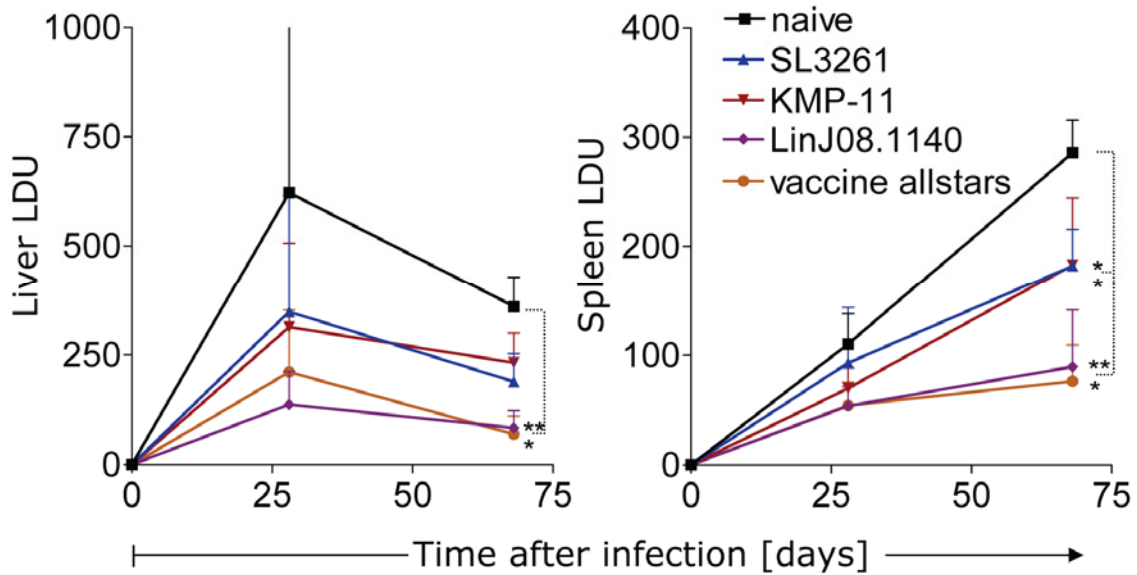 1000
750
500
250
0
Liver LDU
0 25 50 75
400
300
200
100
0
Spleen LDU
0 25 50 75
naive
SL3261
KMP-11
LinJ08.1140
vaccine allstars
**
*
*
*
**
*
Time after infection [days]